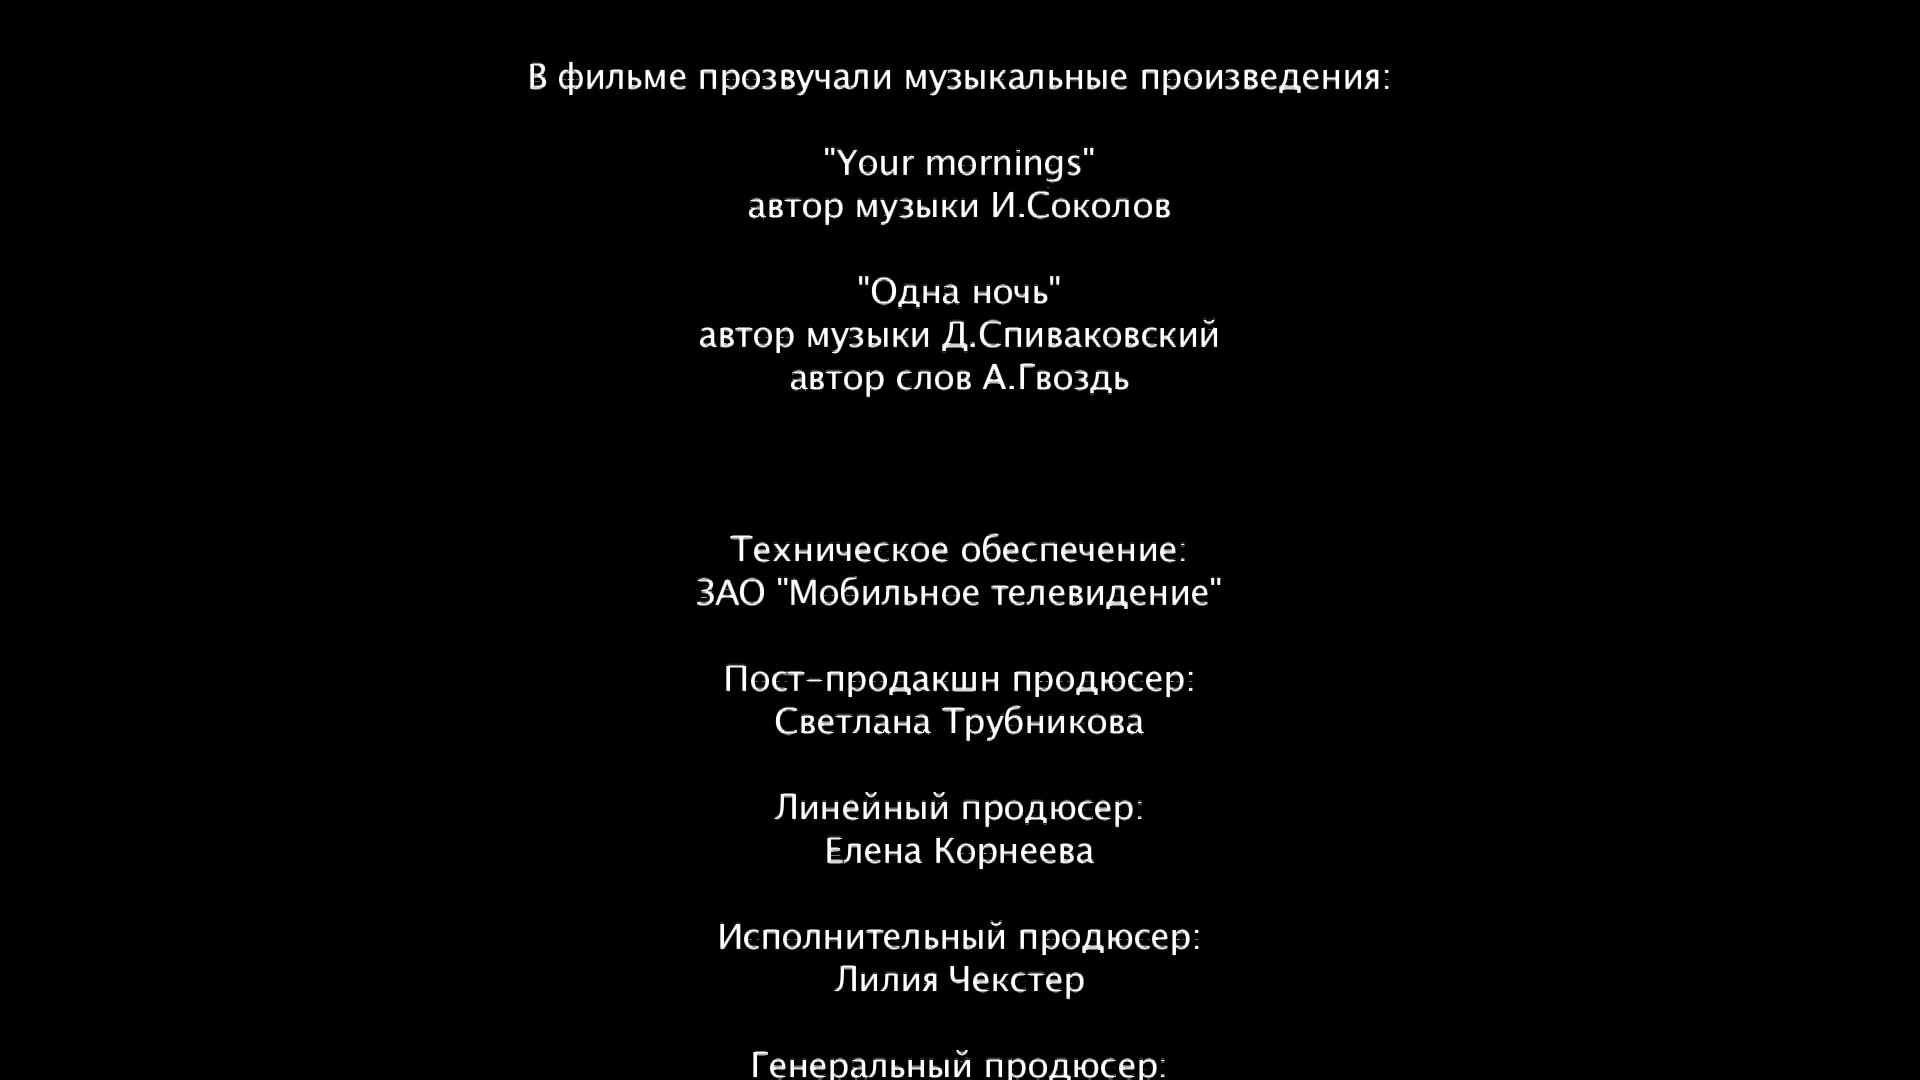 В фильме прозвучали музыкальные произведения:
"Your mornings"
автор музыки И.Соколов
"Одна ночь"
автор музыки Д.Спиваковский
автор слов А.Гвоздь
Техническое обеспечение:
ЗАО "Мобильное телевидение"
Пост-продакшн продюсер:
Светлана Трубникова
Линейный продюсер:
Елена Корнеева
Исполнительный продюсер:
Лилия Чекстер
Генеральный продюсер: